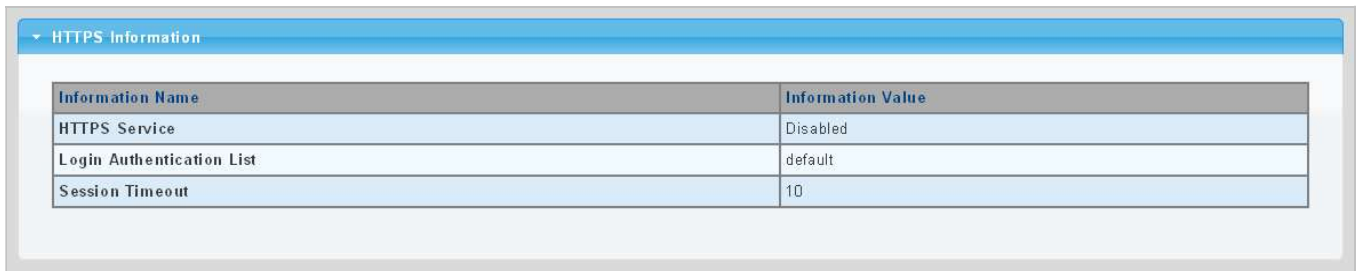 HTTPS Information
Information Name Information Value
HTTPS Service Disabled
Login Authentication List default
Session Timeout 10